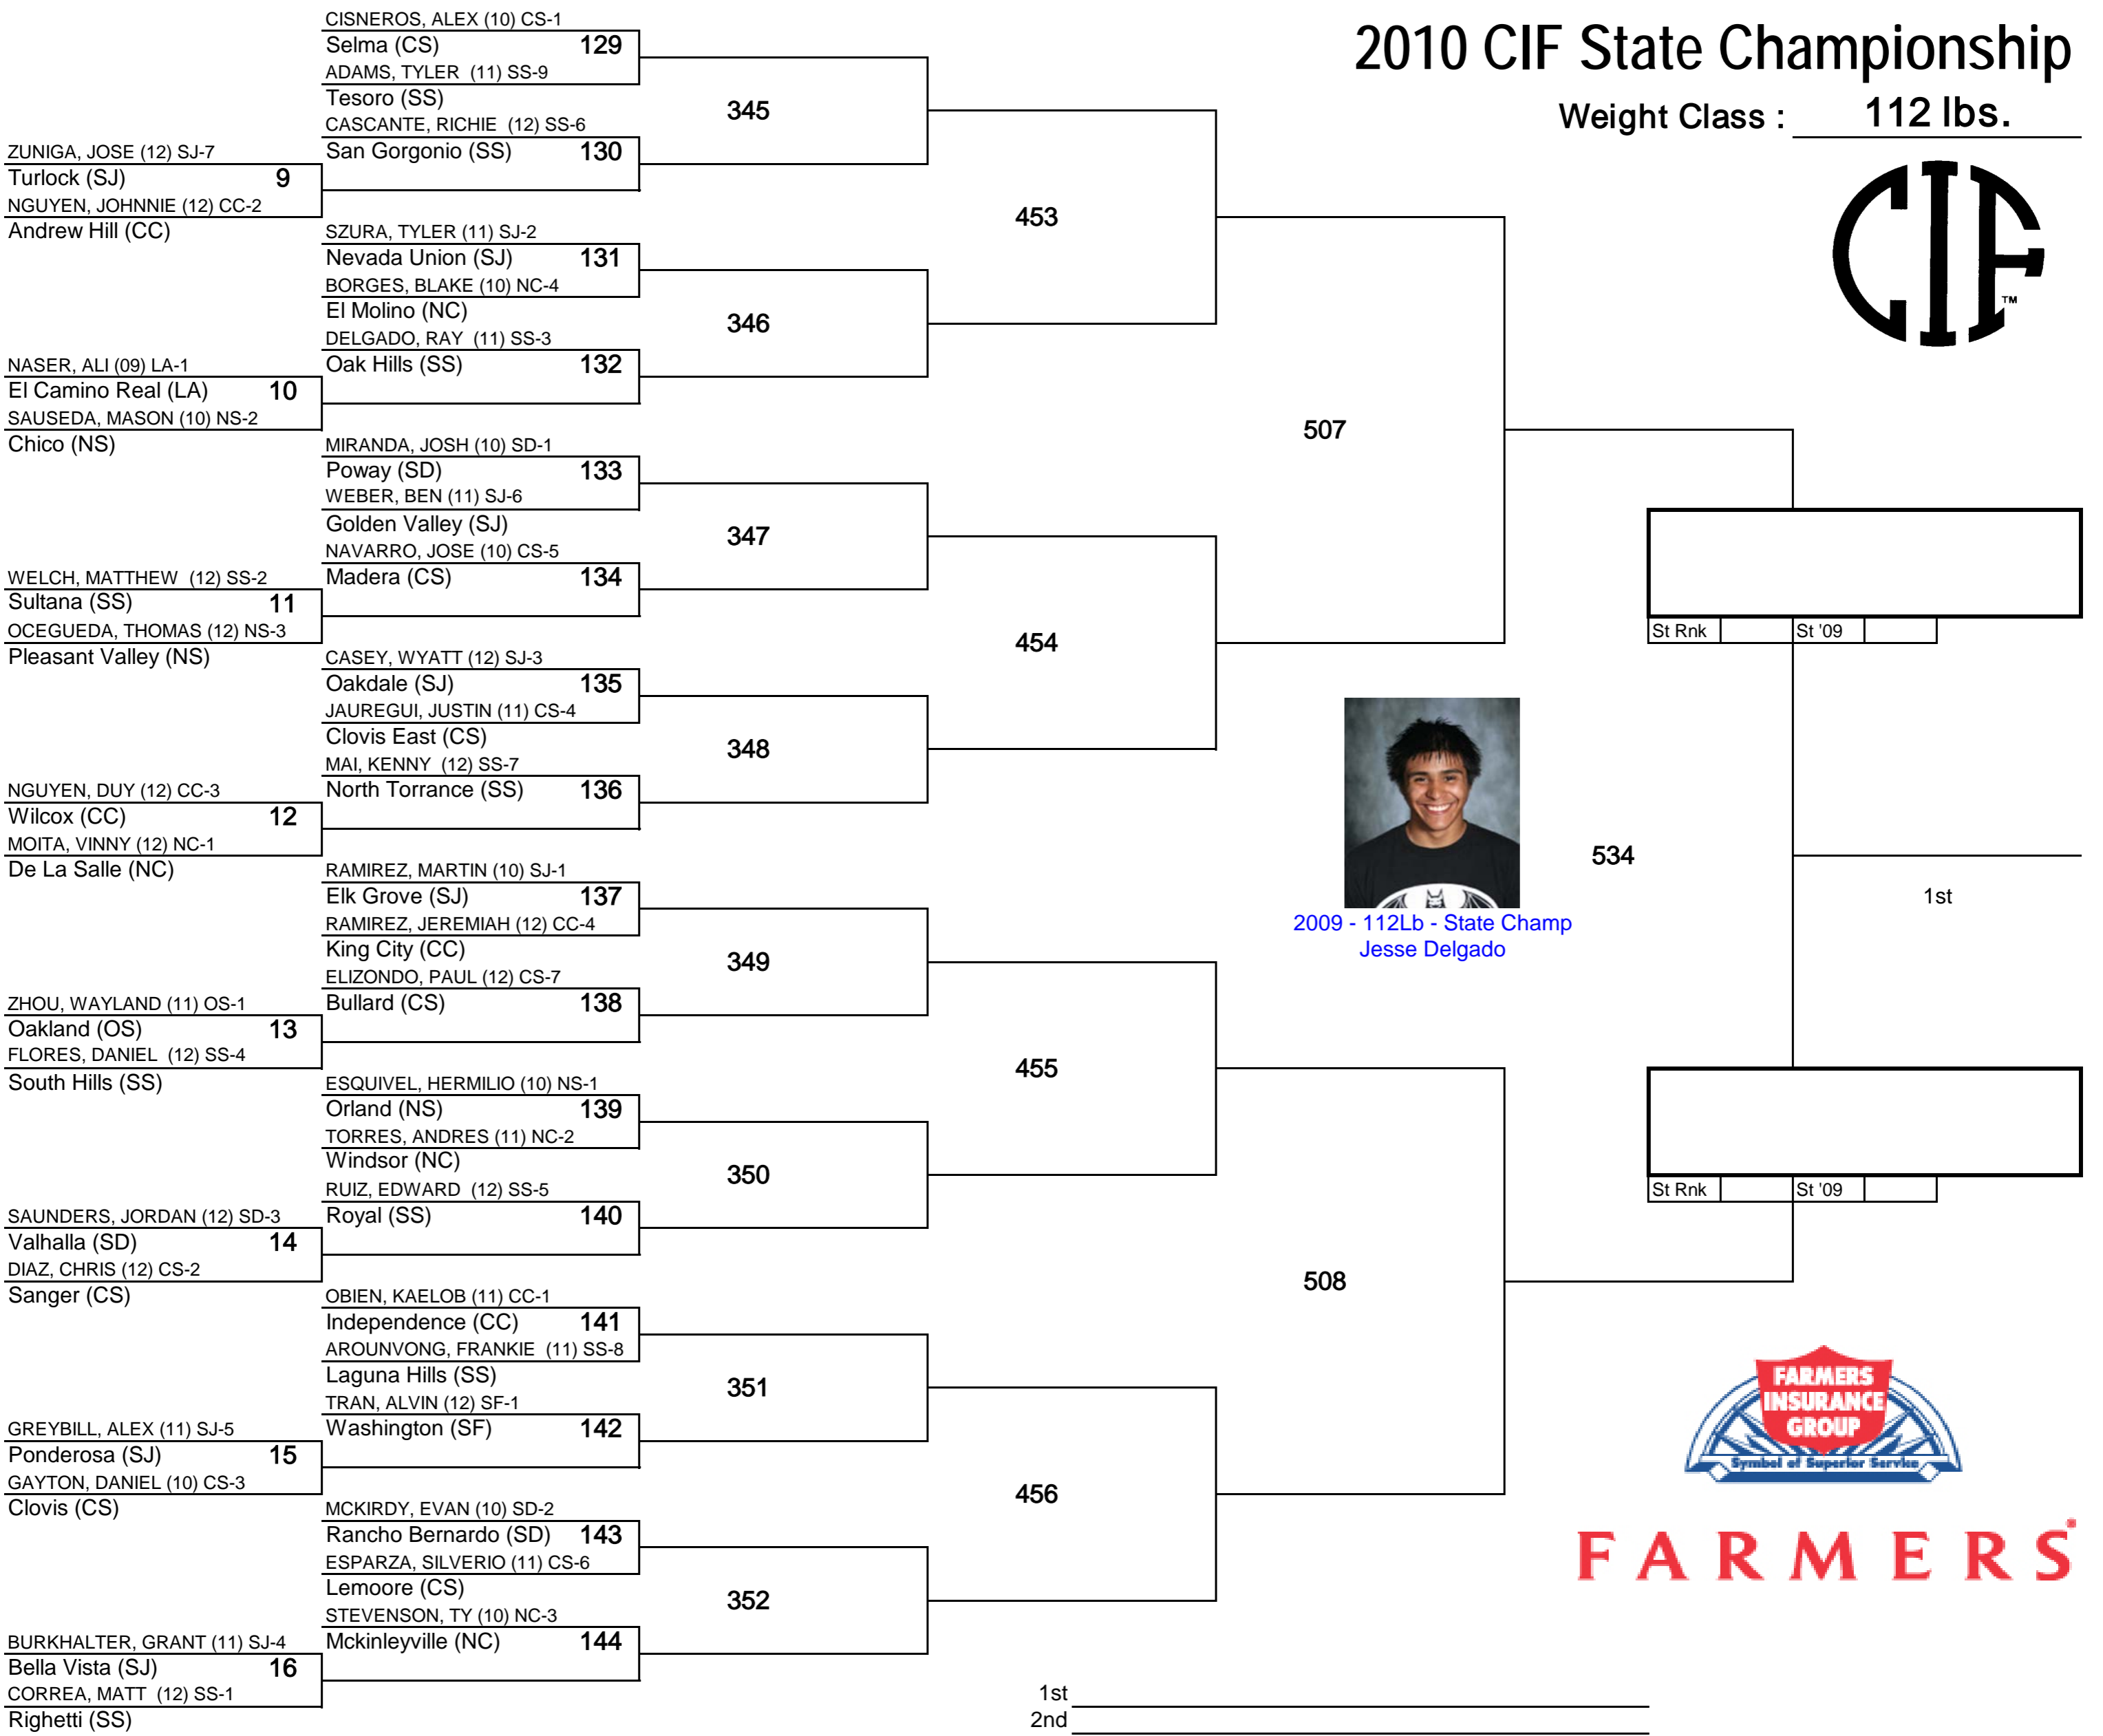 2010 CIF State Championship
Weight Class : 112 lbs.
CIF
TM
ZUNIGA, JOSE (12) SJ-7
Turlock (SJ) 9
NGUYEN, JOHNNIE (12) CC-2
Andrew Hill (CC)
NASER, ALI (09) LA-1
El Camino Real (LA) 10
SAUSEDA, MASON (10) NS-2
Chico (NS)
WELCH, MATTHEW (12) SS-2
Sultana (SS) 11
OCEGUEDA, THOMAS (12) NS-3
Pleasant Valley (NS)
NGUYEN, DUY (12) CC-3
Wilcox (CC) 12
MOITA, VINNY (12) NC-1
De La Salle (NC)
ZHOU, WAYLAND (11) OS-1
Oakland (OS) 13
FLORES, DANIEL (12) SS-4
South Hills (SS)
SAUNDERS, JORDAN (12) SD-3
Valhalla (SD) 14
DIAZ, CHRIS (12) CS-2
Sanger (CS)
GREYBILL, ALEX (11) SJ-5
Ponderosa (SJ) 15
GAYTON, DANIEL (10) CS-3
Clovis (CS)
BURKHALTER, GRANT (11) SJ-4
Bella Vista (SJ) 16
CORREA, MATT (12) SS-1
Righetti (SS)
CISNEROS, ALEX (10) CS-1
Selma (CS) 129
ADAMS, TYLER (11) SS-9
Tesoro (SS)
CASCANTE, RICHIE (12) SS-6
San Gorgonio (SS) 130
SZURA, TYLER (11) SJ-2
Nevada Union (SJ) 131
BORGES, BLAKE (10) NC-4
El Molino (NC)
DELGADO, RAY (11) SS-3
Oak Hills (SS) 132
MIRANDA, JOSH (10) SD-1
Poway (SD) 133
WEBER, BEN (11) SJ-6
Golden Valley (SJ)
NAVARRO, JOSE (10) CS-5
Madera (CS) 134
CASEY, WYATT (12) SJ-3
Oakdale (SJ) 135
JAUREGUI, JUSTIN (11) CS-4
Clovis East (CS)
MAI, KENNY (12) SS-7
North Torrance (SS) 136
RAMIREZ, MARTIN (10) SJ-1
Elk Grove (SJ) 137
RAMIREZ, JEREMIAH (12) CC-4
King City (CC)
ELIZONDO, PAUL (12) CS-7
Bullard (CS) 138
ESQUIVEL, HERMILIO (10) NS-1
Orland (NS) 139
TORRES, ANDRES (11) NC-2
Windsor (NC)
RUIZ, EDWARD (12) SS-5
Royal (SS) 140
OBIEN, KAELOB (11) CC-1
Independence (CC) 141
AROUNVONG, FRANKIE (11) SS-8
Laguna Hills (SS)
TRAN, ALVIN (12) SF-1
Washington (SF) 142
MCKIRDY, EVAN (10) SD-2
Rancho Bernardo (SD) 143
ESPARZA, SILVERIO (11) CS-6
Lemoore (CS)
STEVENSON, TY (10) NC-3
Mckinleyville (NC) 144
345
346
347
348
349
350
351
352
453
454
455
456
507
508
534
2009 - 112Lb - State Champ
Jesse Delgado
St Rnk St '09
1st
St Rnk St '09
FARMERS
INSURANCE
GROUP
Symbol of Superior Service
FARMERS
1st
2nd